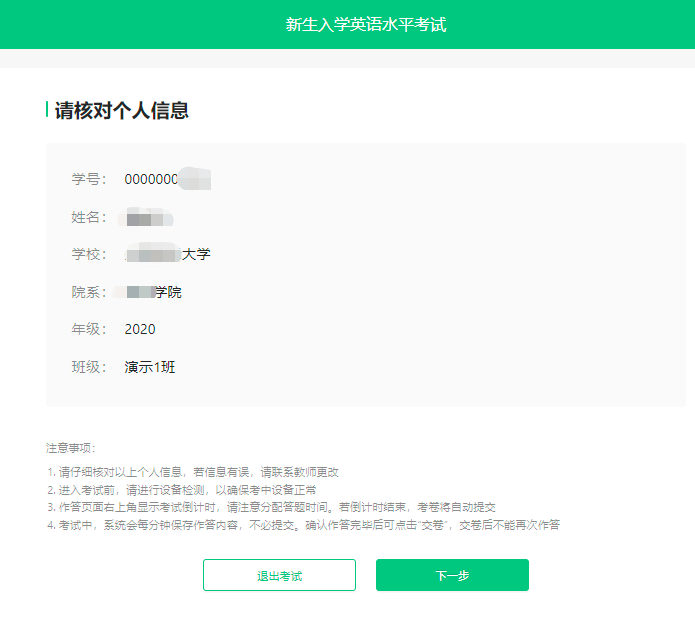 新生入学英语水平考试
请核对个人信息
学号： 0000000
姓名：
学校： 大学
院系： 学院
年级： 2020
班级： 演示1班
注意事项：
1. 请仔细核对以上个人信息，若信息有误，请联系教师更改
2. 进入考试前，请进行设备检测，以确保考中设备正常
3. 作答页面右上角显示考试倒计时，请注意分配答题时间。若倒计时结束，考卷将自动提交
4. 考试中，系统会每分钟保存作答内容，不必提交。确认作答完毕后可点击“交卷”，交卷后不能再次作答
退出考试 下一步